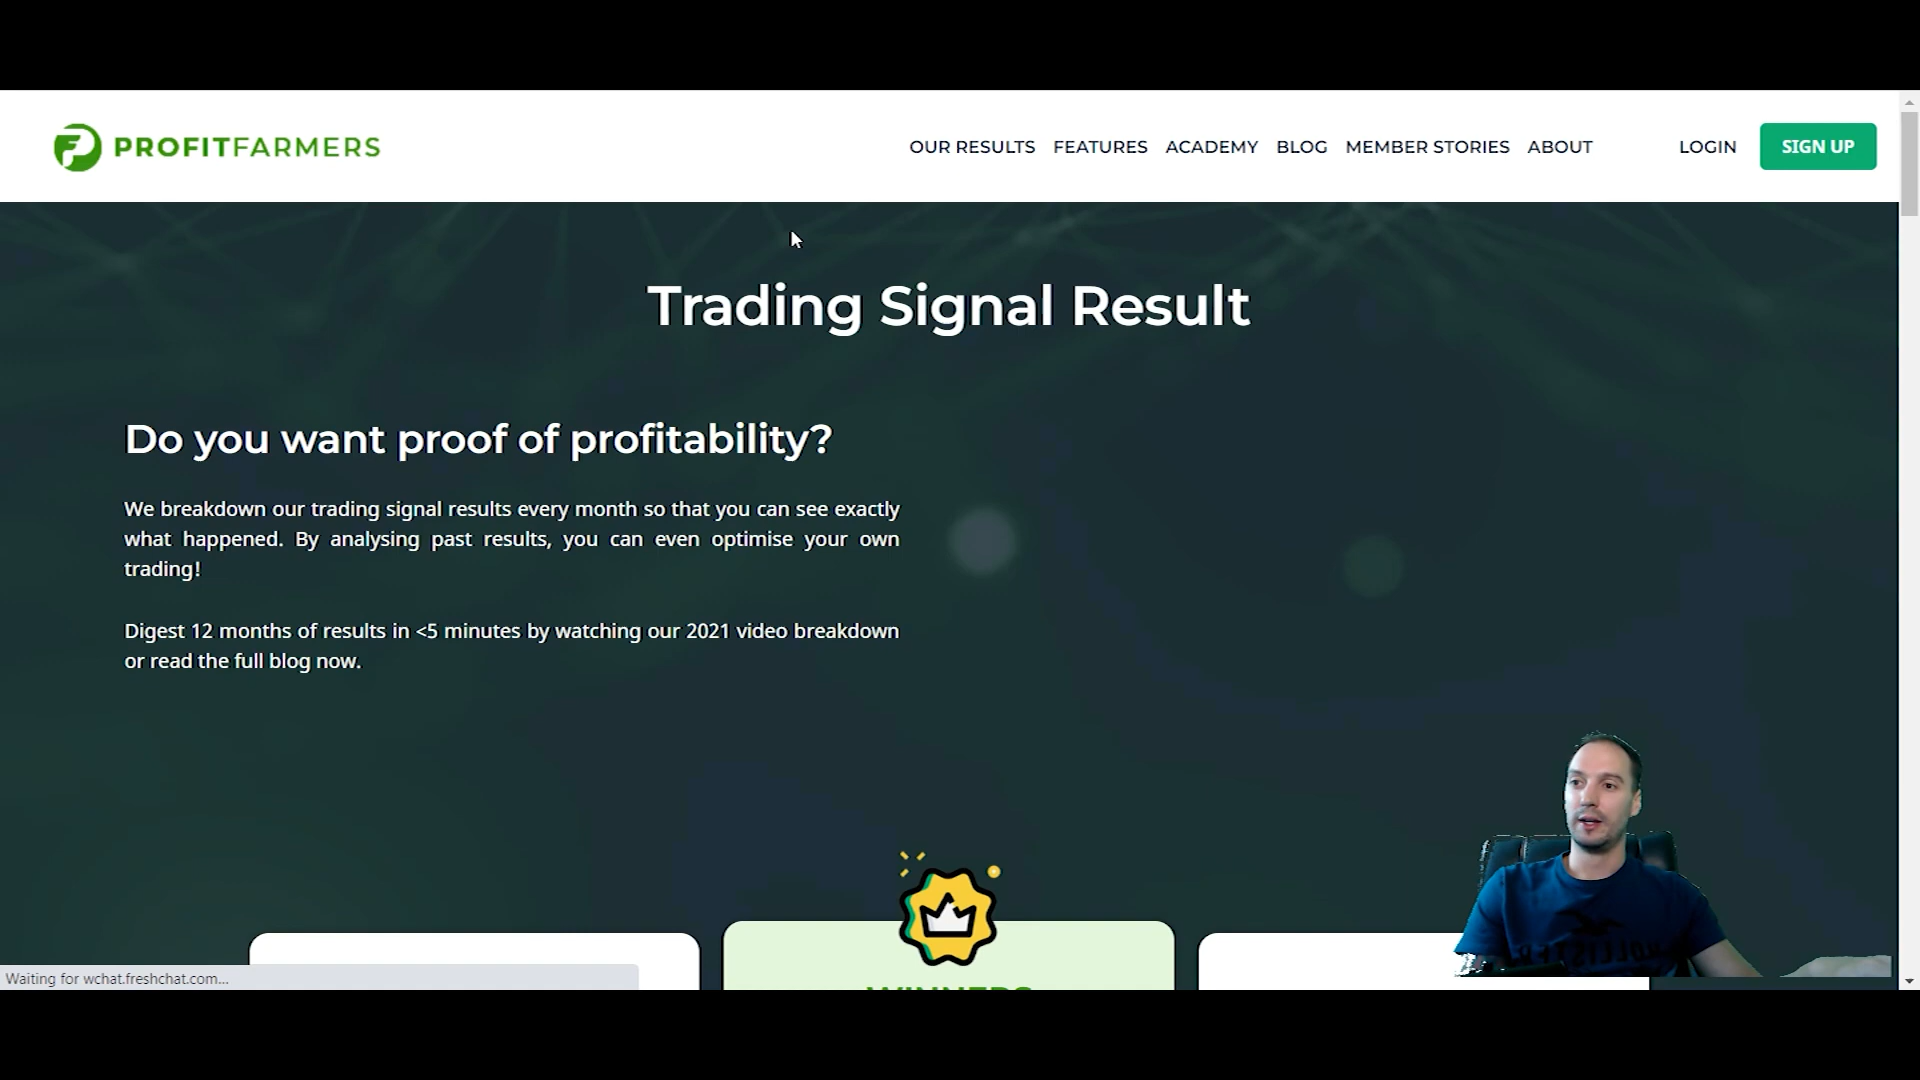 PROFITFARMERS
OUR RESULTS FEATURES ACADEMY BLOG MEMBER STORIES ABOUT LOGIN SIGN UP
Trading Signal Result
Do you want proof of profitability?
We breakdown our trading signal results every month so that you can see exactly
what happened. By analysing past results, you can even optimise your own
trading!
Digest 12 months of results in <5 minutes by watching our 2021 video breakdown
or read the full blog now.
WINNERS
Waiting for wchat.freshchat.com...